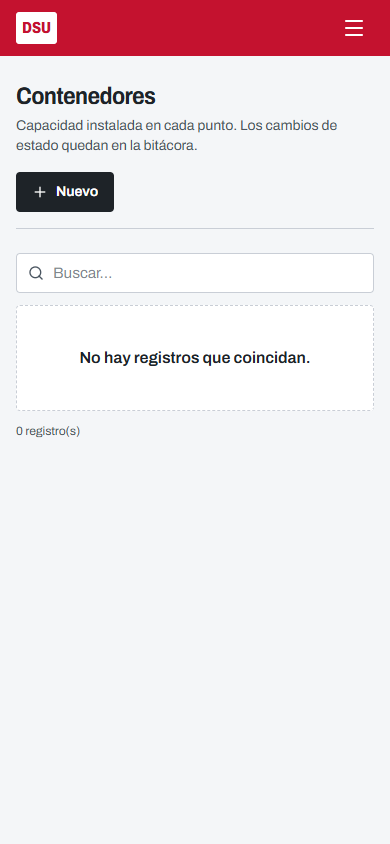 DSU
Contenedores
Capacidad instalada en cada punto. Los cambios de
estado quedan en la bitácora.
Nuevo
Buscar...
No hay registros que coincidan.
0 registro(s)